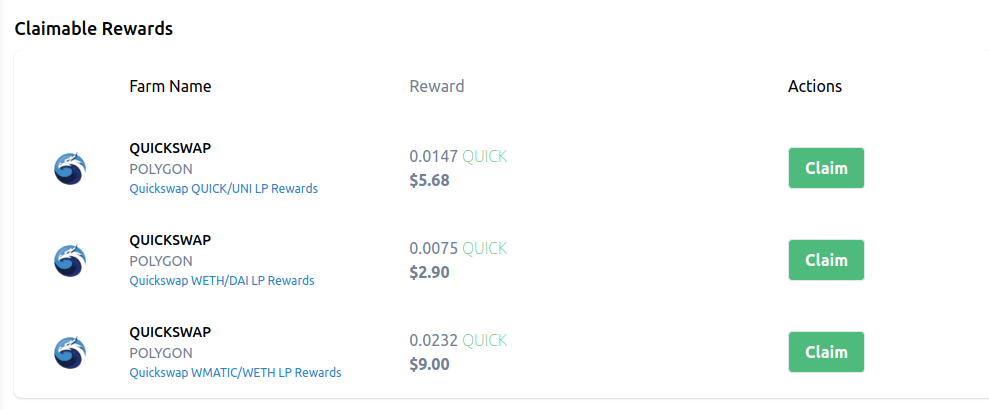 Claimable Rewards
Farm Name Reward Actions
QUICKSWAP
POLYGON
Quickswap QUICK/UNI LP Rewards
0.0147 QUICK
$5.68
Claim
QUICKSWAP
POLYGON
Quickswap WETH/DAI LP Rewards
0.0075 QUICK
$2.90
Claim
QUICKSWAP
POLYGON
Quickswap WMATIC/WETH LP Rewards
0.0232 QUICK
$9.00
Claim